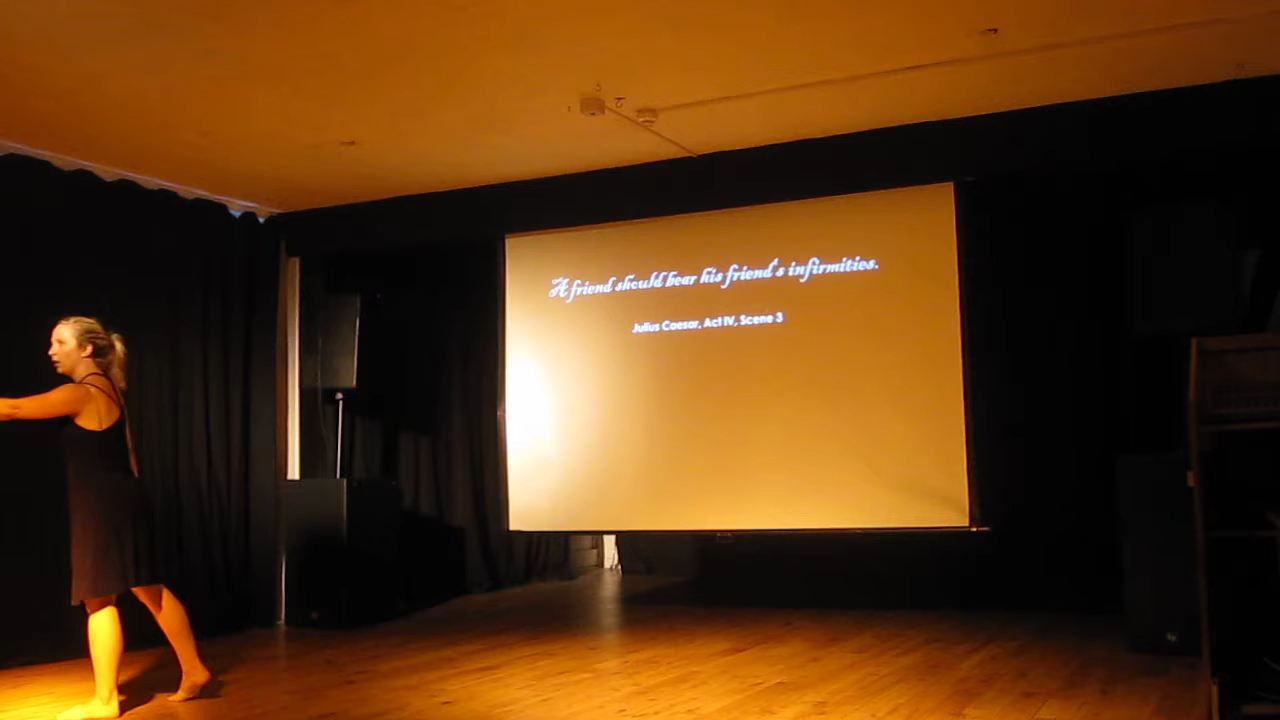 A friend should bear his friend's infirmities.
Julius Caesar, Act IV, Scene 3